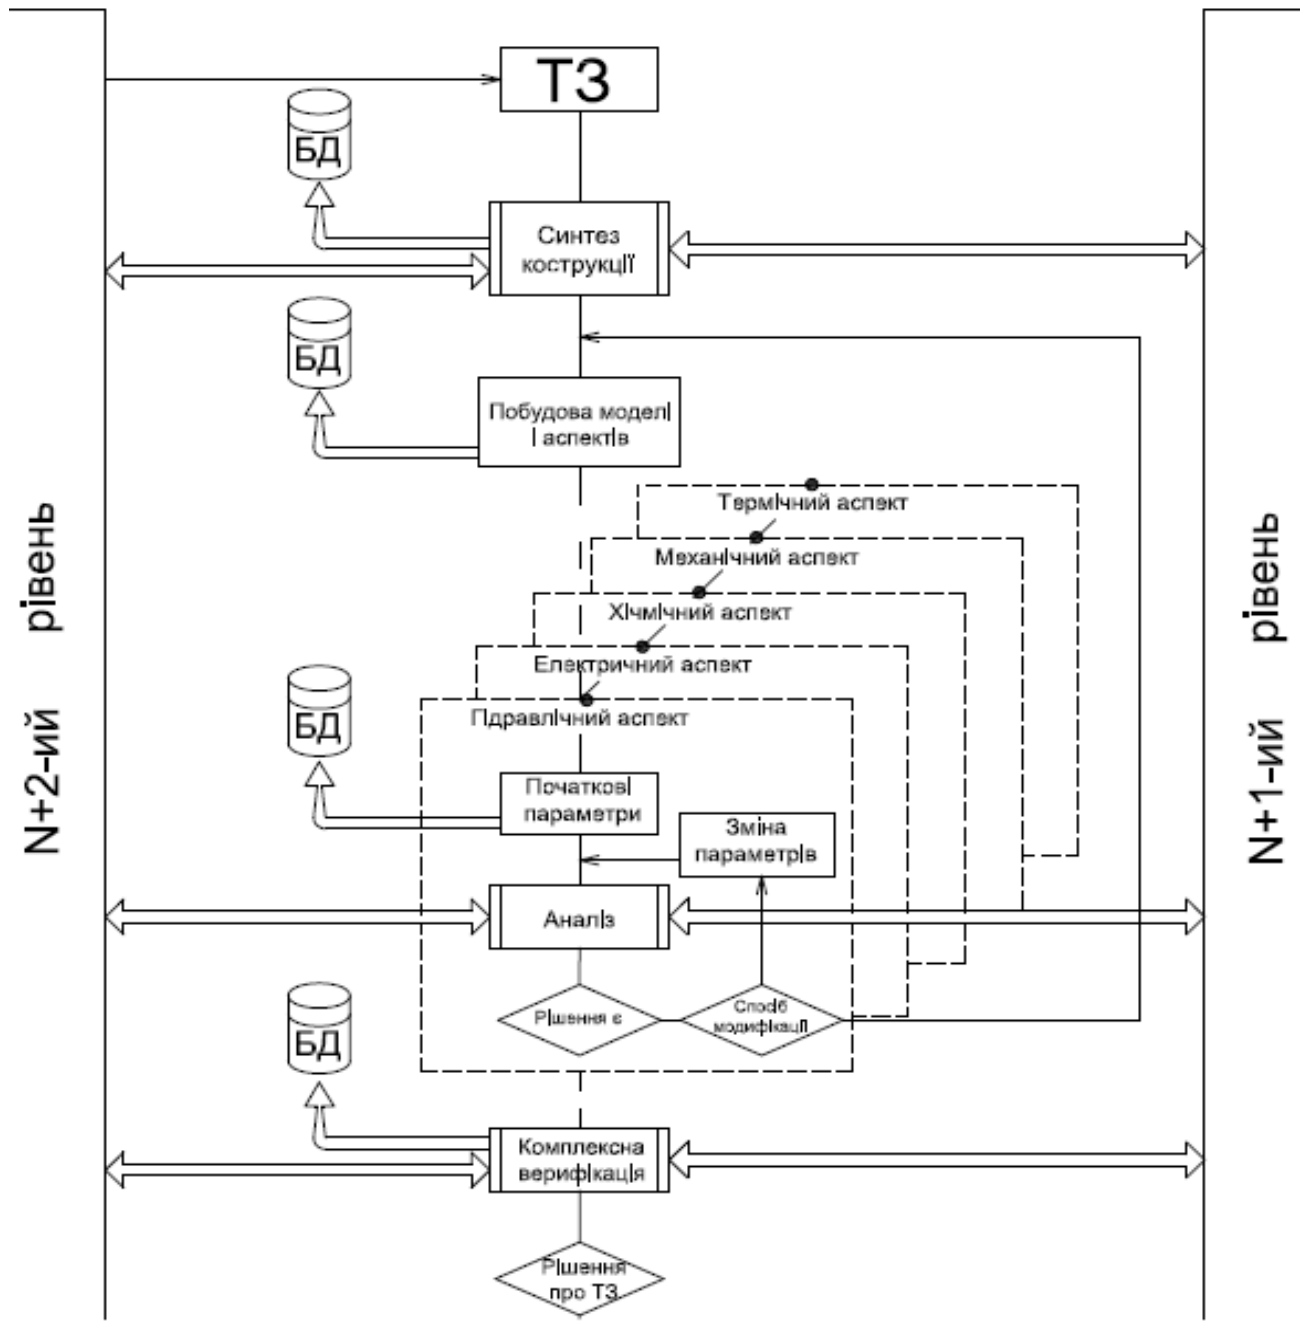 ТЗ
БД
Синтез
кострукції
БД
Побудова моделі
і аспектів
Термічний аспект
Механічний аспект
Хічмічний аспект
Електричний аспект
Гідравлічний аспект
БД
Початкові
параметри
Зміна
параметрів
Аналіз
Рішення є
Спосіб
модифікації
БД
Комплексна
верифікація
Рішення
про ТЗ
N+2-ий рівень
N+1-ий рівень